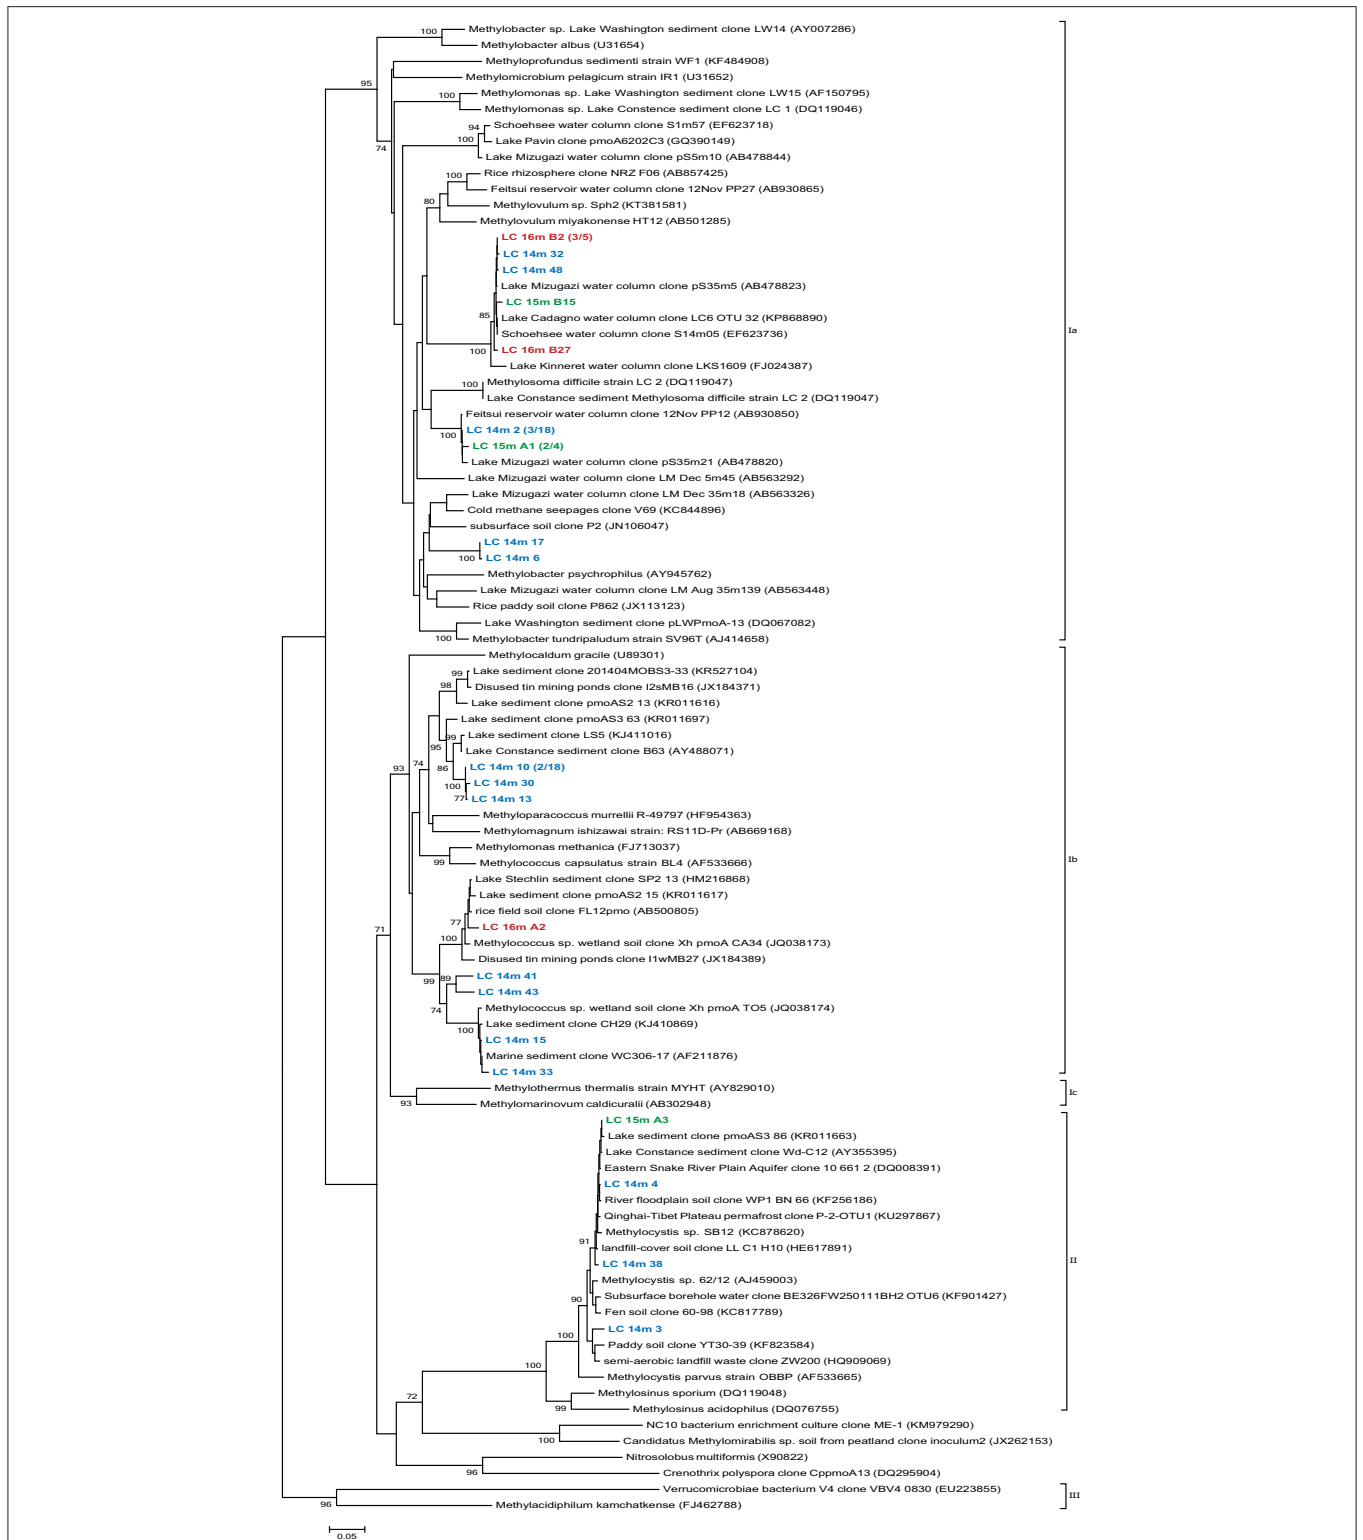 Methylobacter sp. Lake Washington sediment clone LW14 (AY007286)
100
Methylobacter albus (U31654)
Methyloprofundus sedimenti strain WF1 (KF484908)
Methylomicrobium pelagicum strain IR1 (U31652)
95
Methylomonas sp. Lake Washington sediment clone LW15 (AF150795)
100
Methylomonas sp. Lake Constence sediment clone LC 1 (DQ119046)
Schoehsee water column clone S1m57 (EF623718)
94
Lake Pavin clone pmoA6202C3 (GQ390149)
100
74
Lake Mizugazi water column clone pS5m10 (AB478844)
Rice rhizosphere clone NRZ F06 (AB857425)
100
Feitsui reservoir water column clone 12Nov PP27 (AB930865)
Methylovulum sp. Sph2 (KT381581)
80
Methylovulum miyakonense HT12 (AB501285)
LC 16m B2 (3/5)
LC 14m 32
LC 14m 48
Lake Mizugazi water column clone pS35m5 (AB478823)
LC 15m B15
Lake Cadagno water column clone LC6 OTU 32 (KP868890)
85
Schoehsee water column clone S14m05 (EF623736)
Ia
LC 16m B27
100
Lake Kinneret water column clone LKS1609 (FJ024387)
Methylosoma difficile strain LC 2 (DQ119047)
100
Lake Constance sediment Methylosoma difficile strain LC 2 (DQ119047)
Feitsui reservoir water column clone 12Nov PP12 (AB930850)
LC 14m 2 (3/18)
100
LC 15m A1 (2/4)
Lake Mizugazi water column clone pS35m21 (AB478820)
Lake Mizugazi water column clone LM Dec 5m45 (AB563292)
Lake Mizugazi water column clone LM Dec 35m18 (AB563326)
Cold methane seepages clone V69 (KC844896)
subsurface soil clone P2 (JN106047)
LC 14m 17
100
LC 14m 6
Methylobacter psychrophilus (AY945762)
Lake Mizugazi water column clone LM Aug 35m139 (AB563448)
Rice paddy soil clone P862 (JX113123)
Lake Washington sediment clone pLWPmoA-13 (DQ067082)
100
Methylobacter tundripaludum strain SV96T (AJ414658)
Methylocaldum gracile (U89301)
Lake sediment clone 201404MOBS3-33 (KR527104)
99
Disused tin mining ponds clone I2sMB16 (JX184371)
98
Lake sediment clone pmoAS2 13 (KR011616)
Lake sediment clone pmoAS3 63 (KR011697)
Lake sediment clone LS5 (KJ411016)
99
95
Lake Constance sediment clone B63 (AY488071)
74
86
93
LC 14m 10 (2/18)
LC 14m 30
100
LC 14m 13
77
Methyloparacoccus murrellii R-49797 (HF954363)
Methylomagnum ishizawai strain: RS11D-Pr (AB669168)
Methylomonas methanica (FJ713037)
99
Methylococcus capsulatus strain BL4 (AF533666)
Ib
Lake Stechlin sediment clone SP2 13 (HM216868)
Lake sediment clone pmoAS2 15 (KR011617)
rice field soil clone FL12pmo (AB500805)
77
LC 16m A2
71
100
Methylococcus sp. wetland soil clone Xh pmoA CA34 (JQ038173)
Disused tin mining ponds clone I1wMB27 (JX184389)
99
89
LC 14m 41
LC 14m 43
74
Methylococcus sp. wetland soil clone Xh pmoA TO5 (JQ038174)
Lake sediment clone CH29 (KJ410869)
100
LC 14m 15
Marine sediment clone WC306-17 (AF211876)
LC 14m 33
Methylothermus thermalis strain MYHT (AY829010)
Ic
93
Methylomarinovum caldicuralii (AB302948)
LC 15m A3
Lake sediment clone pmoAS3 86 (KR011663)
Lake Constance sediment clone Wd-C12 (AY355395)
Eastern Snake River Plain Aquifer clone 10 661 2 (DQ008391)
LC 14m 4
River floodplain soil clone WP1 BN 66 (KF256186)
Qinghai-Tibet Plateau permafrost clone P-2-OTU1 (KU297867)
Methylocystis sp. SB12 (KC878620)
91
landfill-cover soil clone LL C1 H10 (HE617891)
II
LC 14m 38
Methylocystis sp. 62/12 (AJ459003)
Subsurface borehole water clone BE326FW250111BH2 OTU6 (KF901427)
90
Fen soil clone 60-98 (KC817789)
LC 14m 3
100
Paddy soil clone YT30-39 (KF823584)
semi-aerobic landfill waste clone ZW200 (HQ909069)
100
Methylocystis parvus strain OBBP (AF533665)
Methylosinus sporium (DQ119048)
72
99
Methylosinus acidophilus (DQ076755)
NC10 bacterium enrichment culture clone ME-1 (KM979290)
100
Candidatus Methylomirabilis sp. soil from peatland clone inoculum2 (JX262153)
Nitrosolobus multiformis (X90822)
96
Crenothrix polyspora clone CppmoA13 (DQ295904)
Verrucomicrobiae bacterium V4 clone VBV4 0830 (EU223855)
III
96
Methylacidiphilum kamchatkense (FJ462788)
0.05